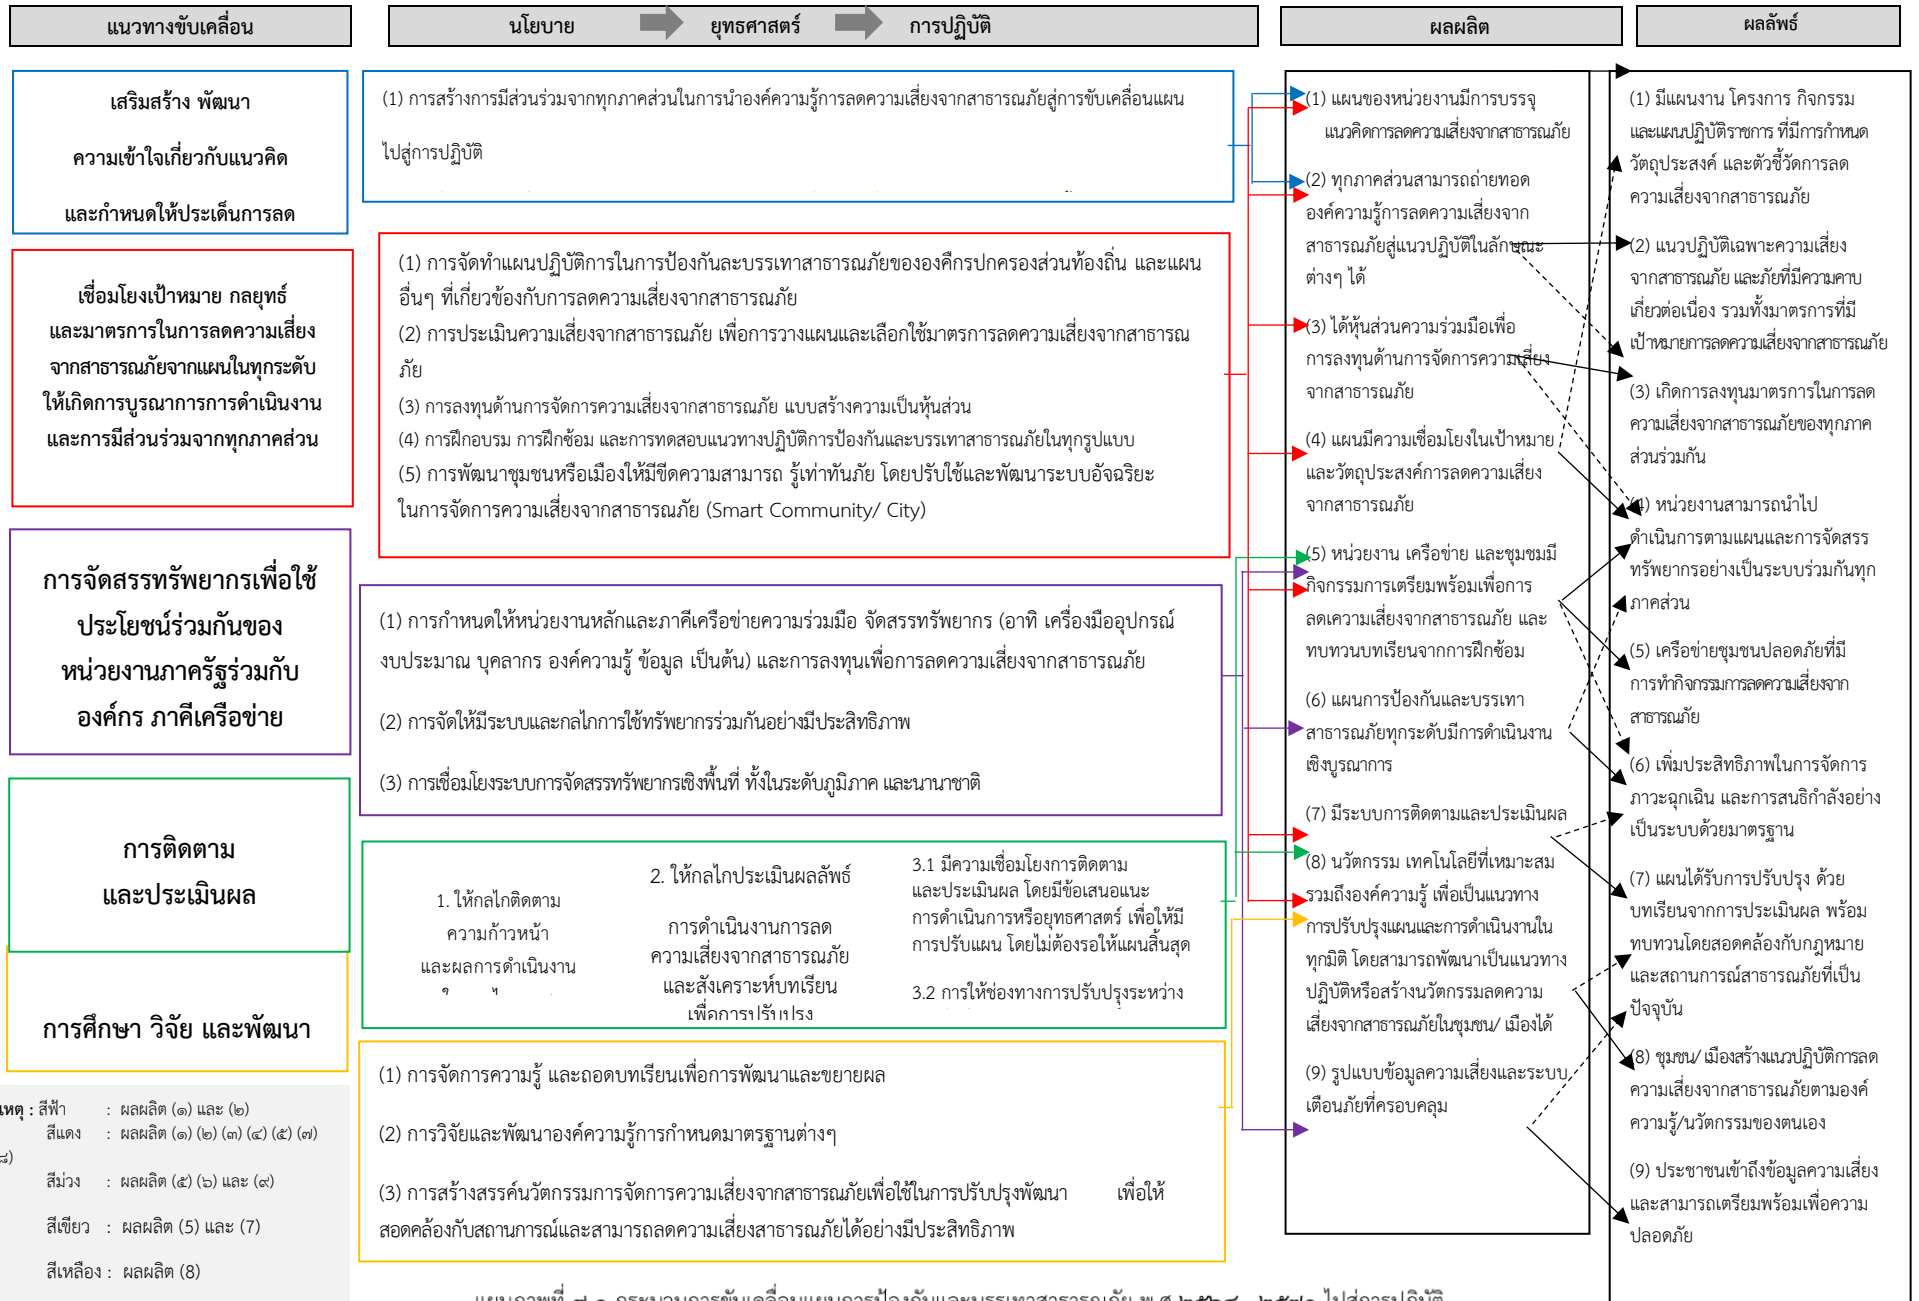 แนวทางขับเคลื่อน
นโยบาย
ยุทธศาสตร์
การปฏิบัติ
ผลผลิต
ผลลัพธ์
เสริมสร้าง พัฒนา
ความเข้าใจเกี่ยวกับแนวคิด
และกำหนดให้ประเด็นการลด
เชื่อมโยงเป้าหมาย กลยุทธ์
และมาตรการในการลดความเสี่ยง
จากสาธารณภัยจากแผนในทุกระดับ
ให้เกิดการบูรณาการการดำเนินงาน
และการมีส่วนร่วมจากทุกภาคส่วน
การจัดสรรทรัพยากรเพื่อใช้
ประโยชน์ร่วมกันของ
หน่วยงานภาครัฐร่วมกับ
องค์กร ภาคีเครือข่าย
การติดตาม
และประเมินผล
การศึกษา วิจัย และพัฒนา
เหตุ : สีฟ้า : ผลผลิต (๑) และ (๒)
สีแดง : ผลผลิต (๑) (๒) (๓) (๔) (๕) (๗)
๘)
สีม่วง : ผลผลิต (๕) (๖) และ (๙)
สีเขียว : ผลผลิต (5) และ (7)
สีเหลือง : ผลผลิต (8)
(1) การสร้างการมีส่วนร่วมจากทุกภาคส่วนในการนำองค์ความรู้การลดความเสี่ยงจากสาธารณภัยสู่การขับเคลื่อนแผน
ไปสู่การปฏิบัติ
(1) การจัดทำแผนปฏิบัติการในการป้องกันละบรรเทาสาธารณภัยขององคืกรปกครองส่วนท้องถิ่น และแผน
อื่นๆ ที่เกี่ยวข้องกับการลดความเสี่ยงจากสาธารณภัย
(2) การประเมินความเสี่ยงจากสาธารณภัย เพื่อการวางแผนและเลือกใช้มาตรการลดความเสี่ยงจากสาธารณ
ภัย
(3) การลงทุนด้านการจัดการความเสี่ยงจากสาธารณภัย แบบสร้างความเป็นหุ้นส่วน
(4) การฝึกอบรม การฝึกซ้อม และการทดสอบแนวทางปฏิบัติการป้องกันและบรรเทาสาธารณภัยในทุกรูปแบบ
(5) การพัฒนาชุมชนหรือเมืองให้มีขีดความสามารถ รู้เท่าทันภัย โดยปรับใช้และพัฒนาระบบอัจฉริยะ
ในการจัดการความเสี่ยงจากสาธารณภัย (Smart Community/ City)
(1) การกำหนดให้หน่วยงานหลักและภาคีเครือข่ายความร่วมมือ จัดสรรทรัพยากร (อาทิ เครื่องมืออุปกรณ์
งบประมาณ บุคลากร องค์ความรู้ ข้อมูล เป็นต้น) และการลงทุนเพื่อการลดความเสี่ยงจากสาธารณภัย
(2) การจัดให้มีระบบและกลไกการใช้ทรัพยากรร่วมกันอย่างมีประสิทธิภาพ
(3) การเชื่อมโยงระบบการจัดสรรทรัพยากรเชิงพื้นที่ ทั้งในระดับภูมิภาค และนานาชาติ
1. ให้กลไกติดตาม
ความก้าวหน้า
และผลการดำเนินงาน
2. ให้กลไกประเมินผลลัพธ์
การดำเนินงานการลด
ความเสี่ยงจากสาธารณภัย
และสังเคราะห์บทเรียน
เพื่อการปรับปรุง
3.1 มีความเชื่อมโยงการติดตาม
และประเมินผล โดยมีข้อเสนอแนะ
การดำเนินการหรือยุทธศาสตร์ เพื่อให้มี
การปรับแผน โดยไม่ต้องรอให้แผนสิ้นสุด
3.2 การให้ช่องทางการปรับปรุงระหว่าง
(1) การจัดการความรู้ และถอดบทเรียนเพื่อการพัฒนาและขยายผล
(2) การวิจัยและพัฒนาองค์ความรู้การกำหนดมาตรฐานต่างๆ
(3) การสร้างสรรค์นวัตกรรมการจัดการความเสี่ยงจากสาธารณภัยเพื่อใช้ในการปรับปรุงพัฒนา เพื่อให้
สอดคล้องกับสถานการณ์และสามารถลดความเสี่ยงสาธารณภัยได้อย่างมีประสิทธิภาพ
(1) แผนของหน่วยงานมีการบรรจุ
แนวคิดการลดความเสี่ยงจากสาธารณภัย
(2) ทุกภาคส่วนสามารถถ่ายทอด
องค์ความรู้การลดความเสี่ยงจาก
สาธารณภัยสู่แนวปฏิบัติในลักษณะ
ต่างๆ ได้
(3) ได้หุ้นส่วนความร่วมมือเพื่อ
การลงทุนด้านการจัดการความเสี่ยง
จากสาธารณภัย
(4) แผนมีความเชื่อมโยงในเป้าหมาย
และวัตถุประสงค์การลดความเสี่ยง
จากสาธารณภัย
(5) หน่วยงาน เครือข่าย และชุมชนมี
กิจกรรมการเตรียมพร้อมเพื่อการ
ลดเความเสี่ยงจากสาธารณภัย และ
ทบทวนบทเรียนจากการฝึกซ้อม
(6) แผนการป้องกันและบรรเทา
สาธารณภัยทุกระดับมีการดำเนินงาน
เชิงบูรณาการ
(7) มีระบบการติดตามและประเมินผล
(8) นวัตกรรม เทคโนโลยีที่เหมาะสม
รวมถึงองค์ความรู้ เพื่อเป็นแนวทาง
การปรับปรุงแผนและการดำเนินงานใน
ทุกมิติ โดยสามารถพัฒนาเป็นแนวทาง
ปฏิบัติหรือสร้างนวัตกรรมลดความ
เสี่ยงจากสาธารณภัยในชุมชน/ เมืองได้
(9) รูปแบบข้อมูลความเสี่ยงและระบบ
เตือนภัยที่ครอบคลุม
(1) มีแผนงาน โครงการ กิจกรรม
และแผนปฏิบัติราชการ ที่มีการกำหนด
วัตถุประสงค์ และตัวชี้วัดการลด
ความเสี่ยงจากสาธารณภัย
(2) แนวปฏิบัติเฉพาะความเสี่ยง
จากสาธารณภัย และภัยที่มีความคาบ
เกี่ยวต่อเนื่อง รวมทั้งมาตรการที่มี
เป้าหมายการลดความเสี่ยงจากสาธารณภัย
(3) เกิดการลงทุนมาตรการในการลด
ความเสี่ยงจากสาธารณภัยของทุกภาค
ส่วนร่วมกัน
(4) หน่วยงานสามารถนำไป
ดำเนินการตามแผนและการจัดสรร
ทรัพยากรอย่างเป็นระบบร่วมกันทุก
ภาคส่วน
(5) เครือข่ายชุมชนปลอดภัยที่มี
การทำกิจกรรมการลดความเสี่ยงจาก
สาธารณภัย
(6) เพิ่มประสิทธิภาพในการจัดการ
ภาวะฉุกเฉิน และการสนธิกำลังอย่าง
เป็นระบบด้วยมาตรฐาน
(7) แผนได้รับการปรับปรุง ด้วย
บทเรียนจากการประเมินผล พร้อม
ทบทวนโดยสอดคล้องกับกฎหมาย
และสถานการณ์สาธารณภัยที่เป็น
ปัจจุบัน
(8) ชุมชน/ เมืองสร้างแนวปฏิบัติการลด
ความเสี่ยงจากสาธารณภัยตามองค์
ความรู้/นวัตกรรมของตนเอง
(9) ประชาชนเข้าถึงข้อมูลความเสี่ยง
และสามารถเตรียมพร้อมเพื่อความ
ปลอดภัย
กระบวนการขับเคลื่อนแผนการป้องกันและบรรเทาสาธารณภัย พ.ศ. ไปสู่การปฏิบัติ